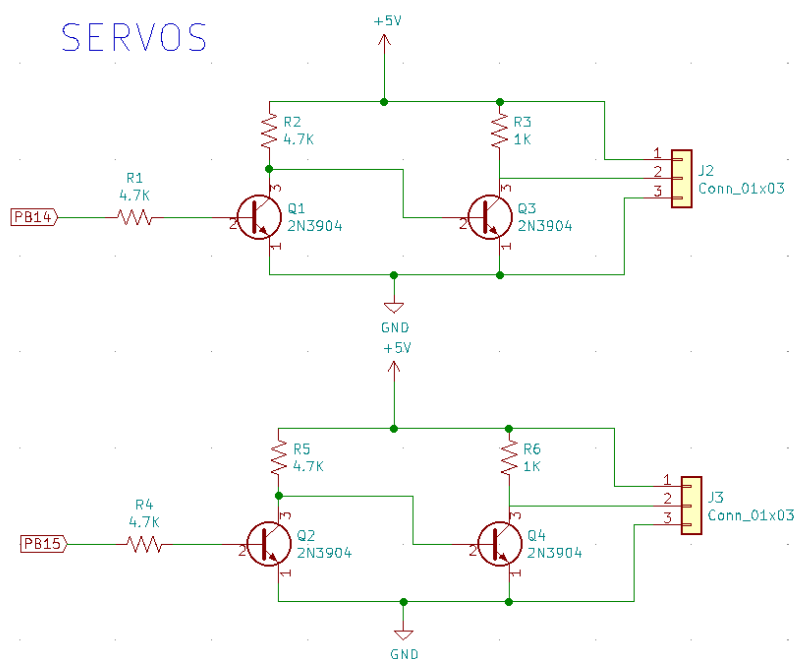 SERVOS
+5V
R2
4.7K
R3
1K
1
2
3
J2
Conn_01x03
R1
4.7K
PB14
3
2
1
Q1
2N3904
3
2
1
Q3
2N3904
GND
+5V
R5
4.7K
R6
1K
1
2
3
J3
Conn_01x03
R4
4.7K
PB15
3
2
1
Q2
2N3904
3
2
1
Q4
2N3904
GND